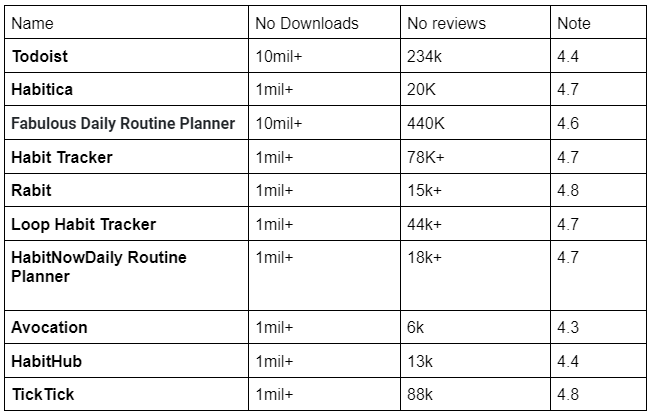 Name No Downloads No reviews Note
Todoist 10mil+ 234k 4.4
Habitica 1mil+ 20K 4.7
Fabulous Daily Routine Planner 10mil+ 440K 4.6
Habit Tracker 1mil+ 78K+ 4.7
Rabit 1mil+ 15k+ 4.8
Loop Habit Tracker 1mil+ 44k+ 4.7
HabitNowDaily Routine 1mil+ 18k+ 4.7
Planner
Avocation 1mil+ 6k 4.3
HabitHub 1mil+ 13k 4.4
TickTick 1mil+ 88k 4.8